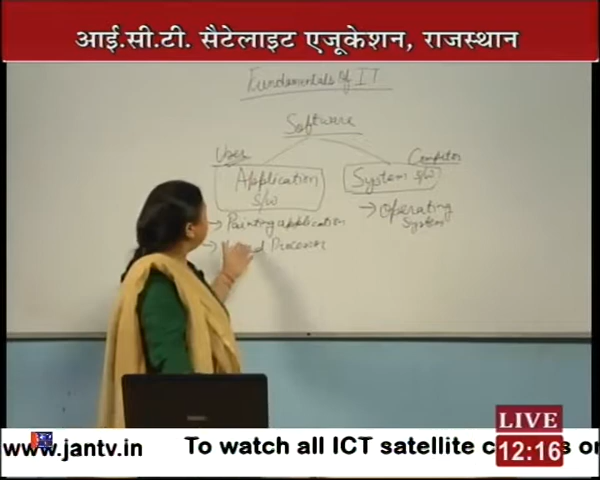 आई.सी.टी. सैटेलाइट एजूकेशन, राजस्थान
Fundamentals Of IT
Software
User
Computer
Application
S/W
System S/W
→ Operating
System
→ Painting application
→ Processor
LIVE
12:16
www.jantv.in
To watch all ICT satellite